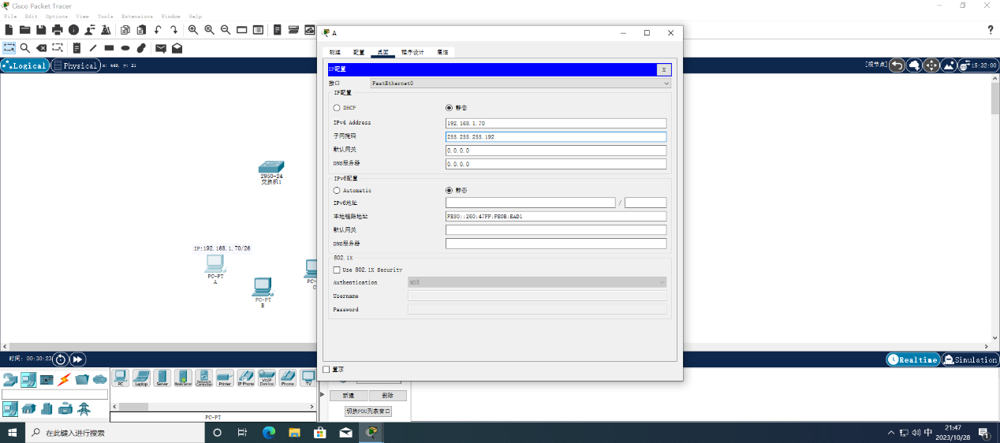 Cisco Packet Tracer
File Edit Options View Tools Extensions Window Help
Logical Physical x: 449, y: 21
[根节点] 15:32:00
A
物理 配置 桌面 程序设计 属性
IP配置 X
接口 FastEthernet0
IP配置
DHCP 静态
IPv4 Address 192.168.1.70
子网掩码 255.255.255.192
默认网关 0.0.0.0
DNS服务器 0.0.0.0
IPv6配置
Automatic 静态
IPv6地址 /
本地链路地址 FE80::260:47FF:FE0B:EAD1
默认网关
DNS服务器
802.1X
Use 802.1X Security
Authentication MD5
Username
Password
置顶
2950-24
交换机1
IP:192.168.1.70/26
PC-PT
A
PC-PT
B
PC-
C
时间: 00:30:23
Realtime Simulation
PC Laptop Server Printer IP Phone VoIP Device Phone TV
新建 删除
切换PDU列表窗口
PC-PT
在此键入进行搜索
中
21:47
2023/10/28
1